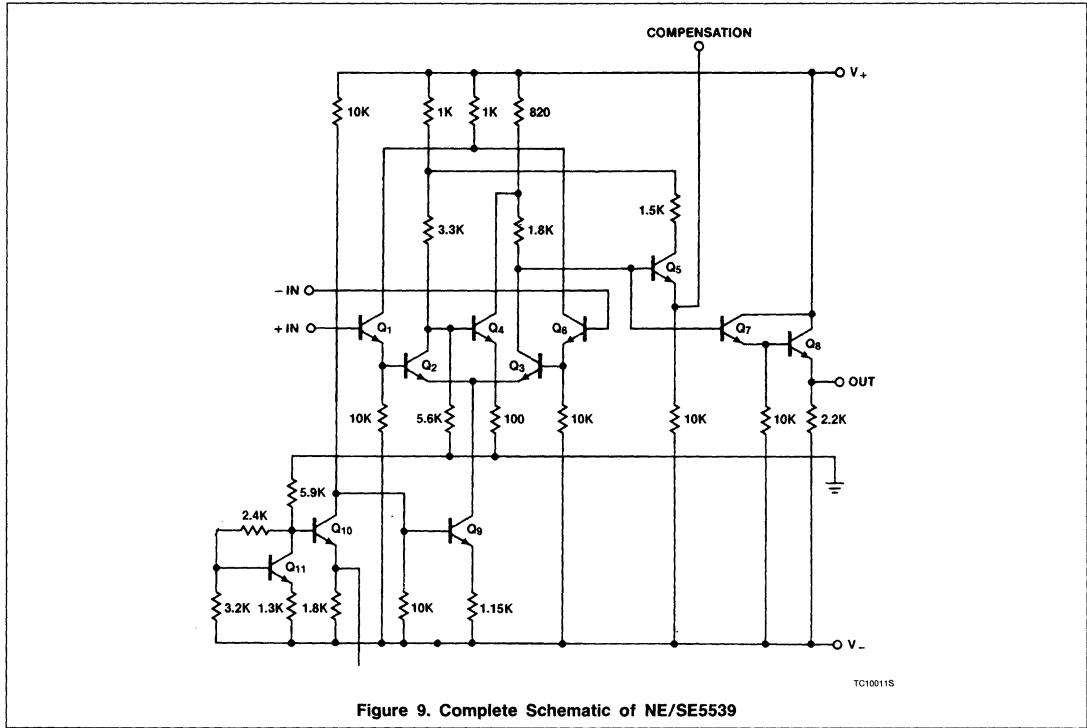 COMPENSATION
V+
10K
1K
1K
820
1.5K
3.3K
1.8K
Q5
– IN
+ IN
Q1
Q4
Q6
Q7
Q2
Q3
Q8
OUT
10K
5.6K
100
10K
10K
10K
2.2K
5.9K
2.4K
Q10
Q9
Q11
3.2K
1.3K
1.8K
10K
1.15K
V–
TC10011S
Figure 9. Complete Schematic of NE/SE5539